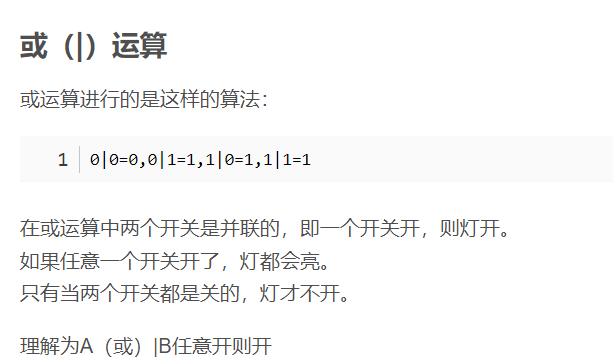 或（|）运算
或运算进行的是这样的算法：
1 0|0=0,0|1=1,1|0=1,1|1=1
在或运算中两个开关是并联的，即一个开关开，则灯开。
如果任意一个开关开了，灯都会亮。
只有当两个开关都是关的，灯才不开。
理解为A（或）|B任意开则开